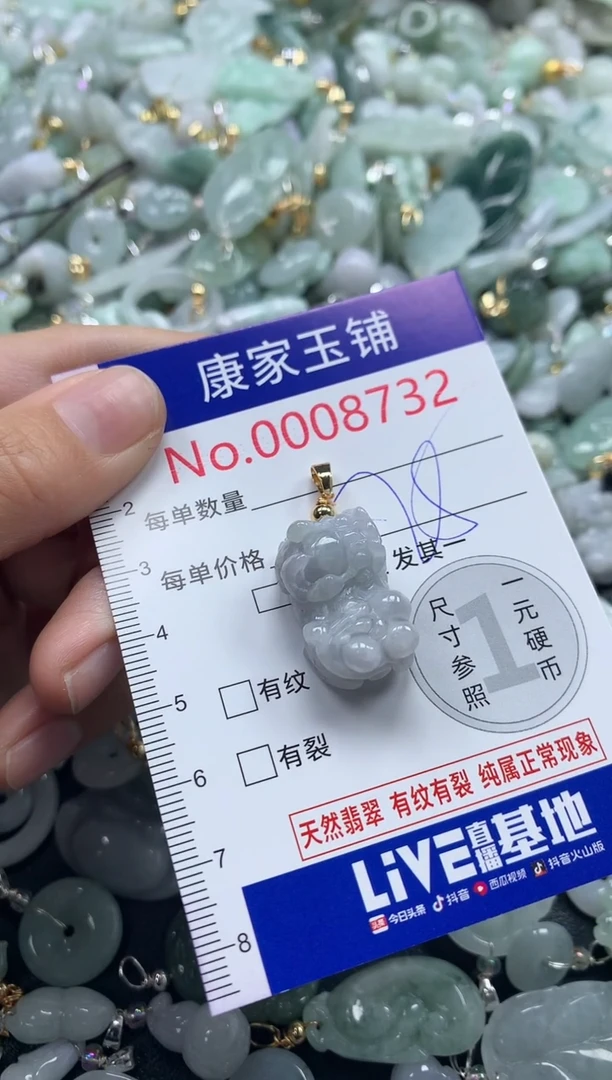 康家玉铺
No.0008732
每单数量
每单价格
发其一
有纹
有裂
尺寸参照
1
一元硬币
天然翡翠 有纹有裂 纯属正常现象
LiVE直播基地
头条 今日头条 抖音 西瓜视频 抖音火山版
2
3
4
5
6
7
8